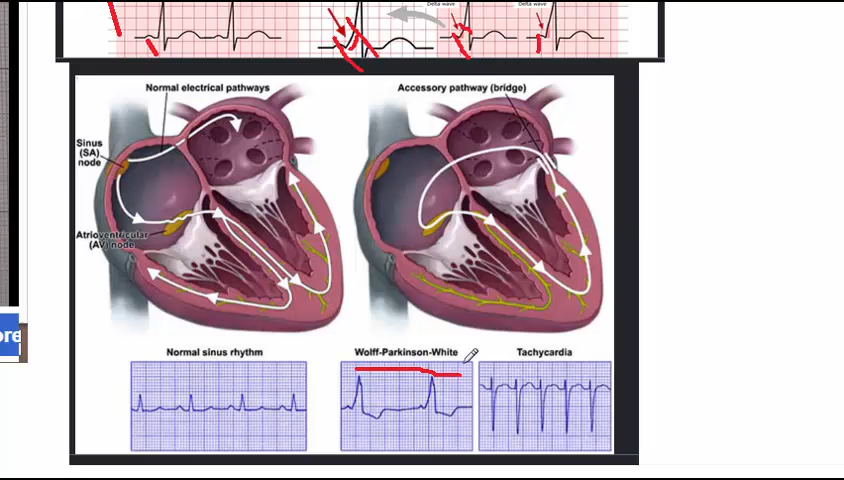 Delta wave
Delta wave
Normal electrical pathways
Accessory pathway (bridge)
Sinus
(SA)
node
Atrioventricular
(AV) node
Normal sinus rhythm
Wolff-Parkinson-White
Tachycardia
ore